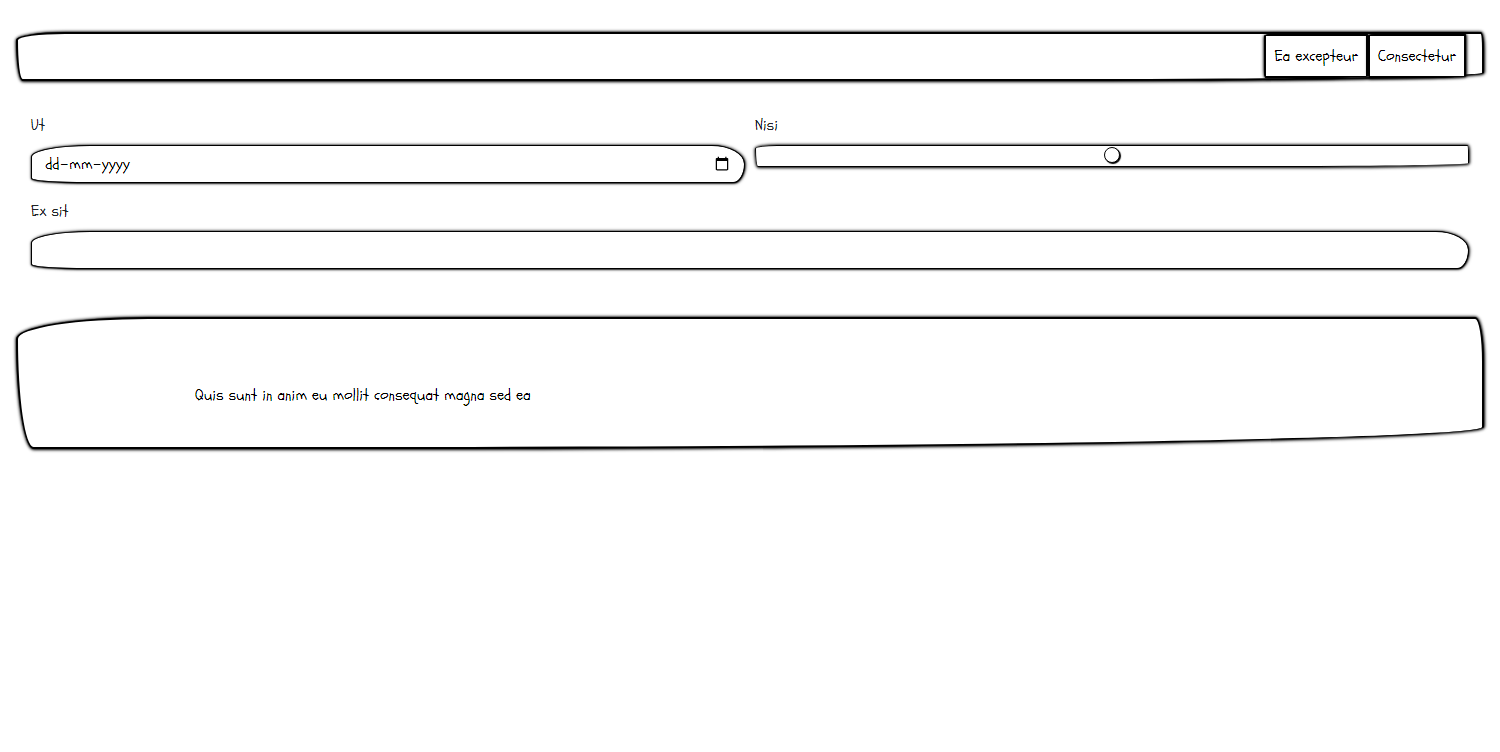 Ea excepteur Consectetur
Ut
Nisi
dd-mm-yyyy
Ex sit
Quis sunt in anim eu mollit consequat magna sed ea